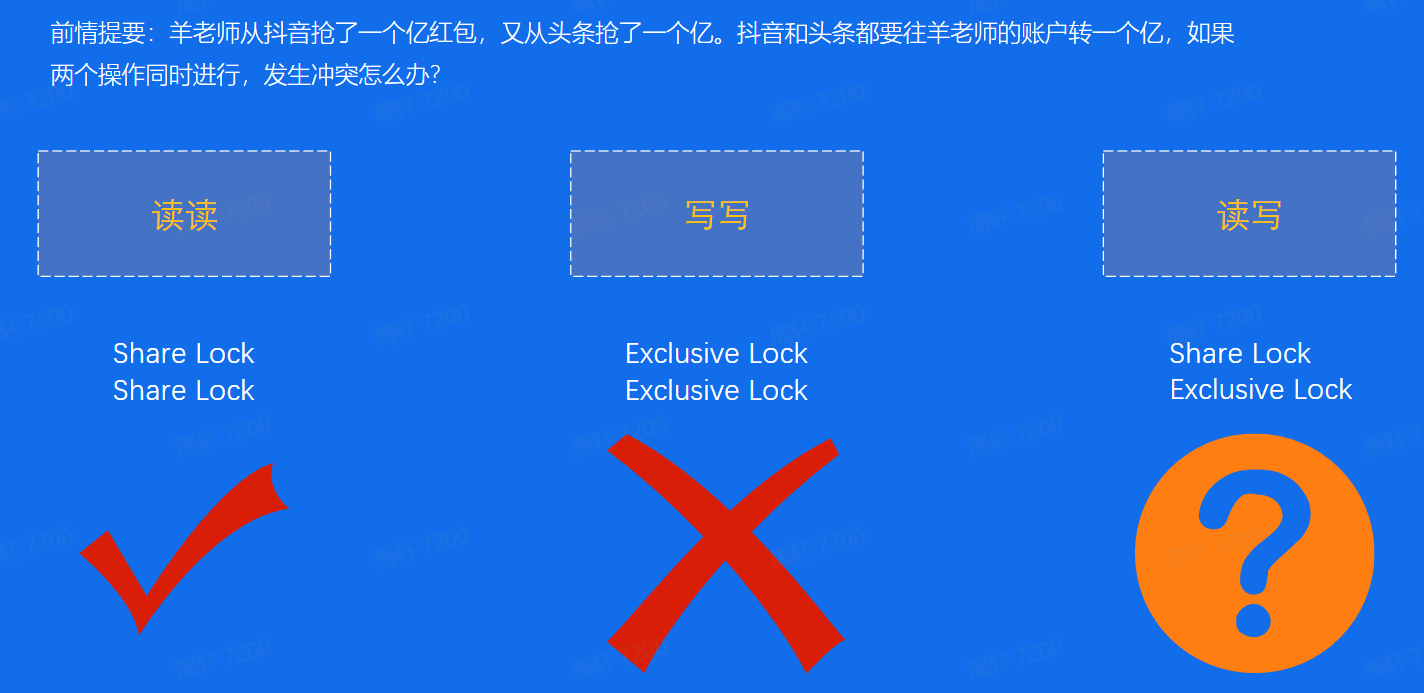 前情提要：羊老师从抖音抢了一个亿红包，又从头条抢了一个亿。抖音和头条都要往羊老师的账户转一个亿，如果
两个操作同时进行，发生冲突怎么办？
读读
写写
读写
Share Lock
Share Lock
Exclusive Lock
Exclusive Lock
Share Lock
Exclusive Lock
周轩 7200